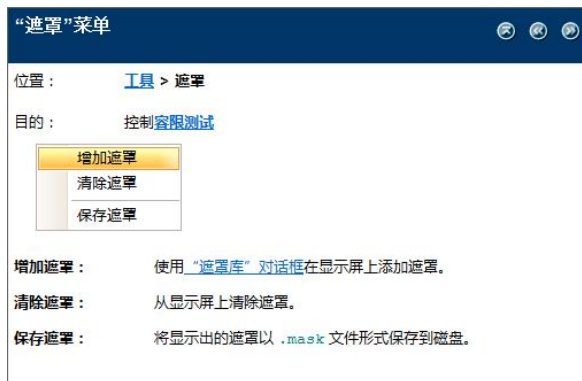 “遮罩”菜单
位置： 工具 > 遮罩
目的： 控制容限测试
增加遮罩
清除遮罩
保存遮罩
增加遮罩： 使用“遮罩库”对话框在显示屏上添加遮罩。
清除遮罩： 从显示屏上清除遮罩。
保存遮罩： 将显示出的遮罩以 .mask 文件形式保存到磁盘。